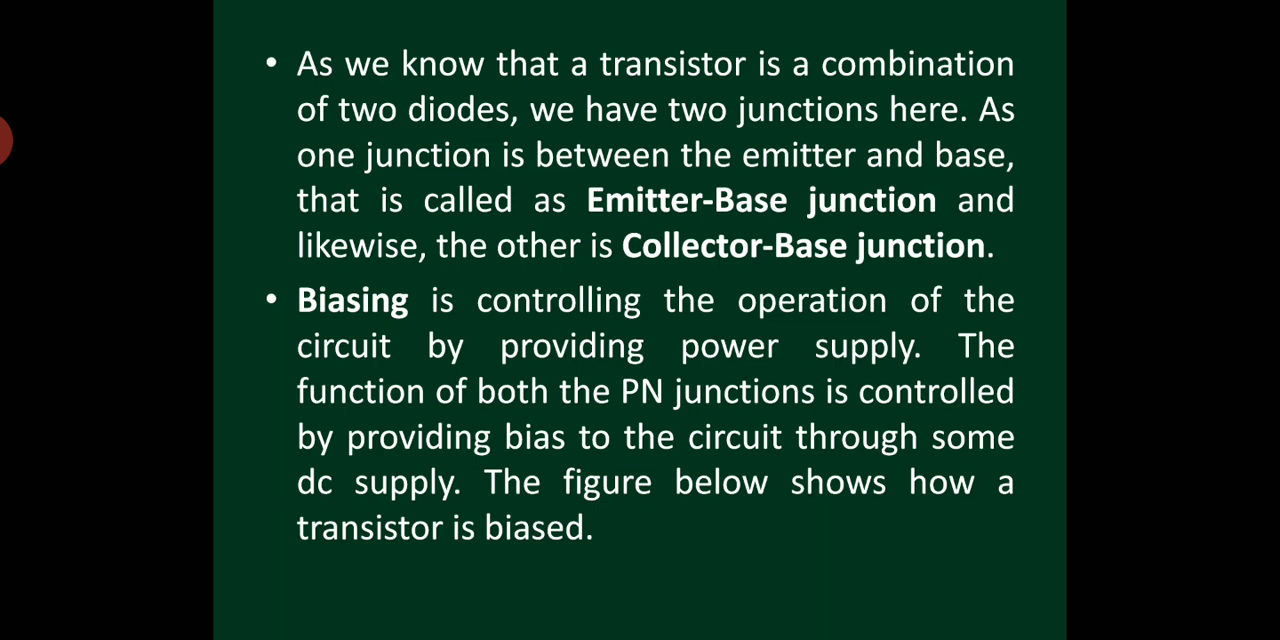 • As we know that a transistor is a combination
of two diodes, we have two junctions here. As
one junction is between the emitter and base,
that is called as Emitter-Base junction and
likewise, the other is Collector-Base junction.
• Biasing is controlling the operation of the
circuit by providing power supply. The
function of both the PN junctions is controlled
by providing bias to the circuit through some
dc supply. The figure below shows how a
transistor is biased.